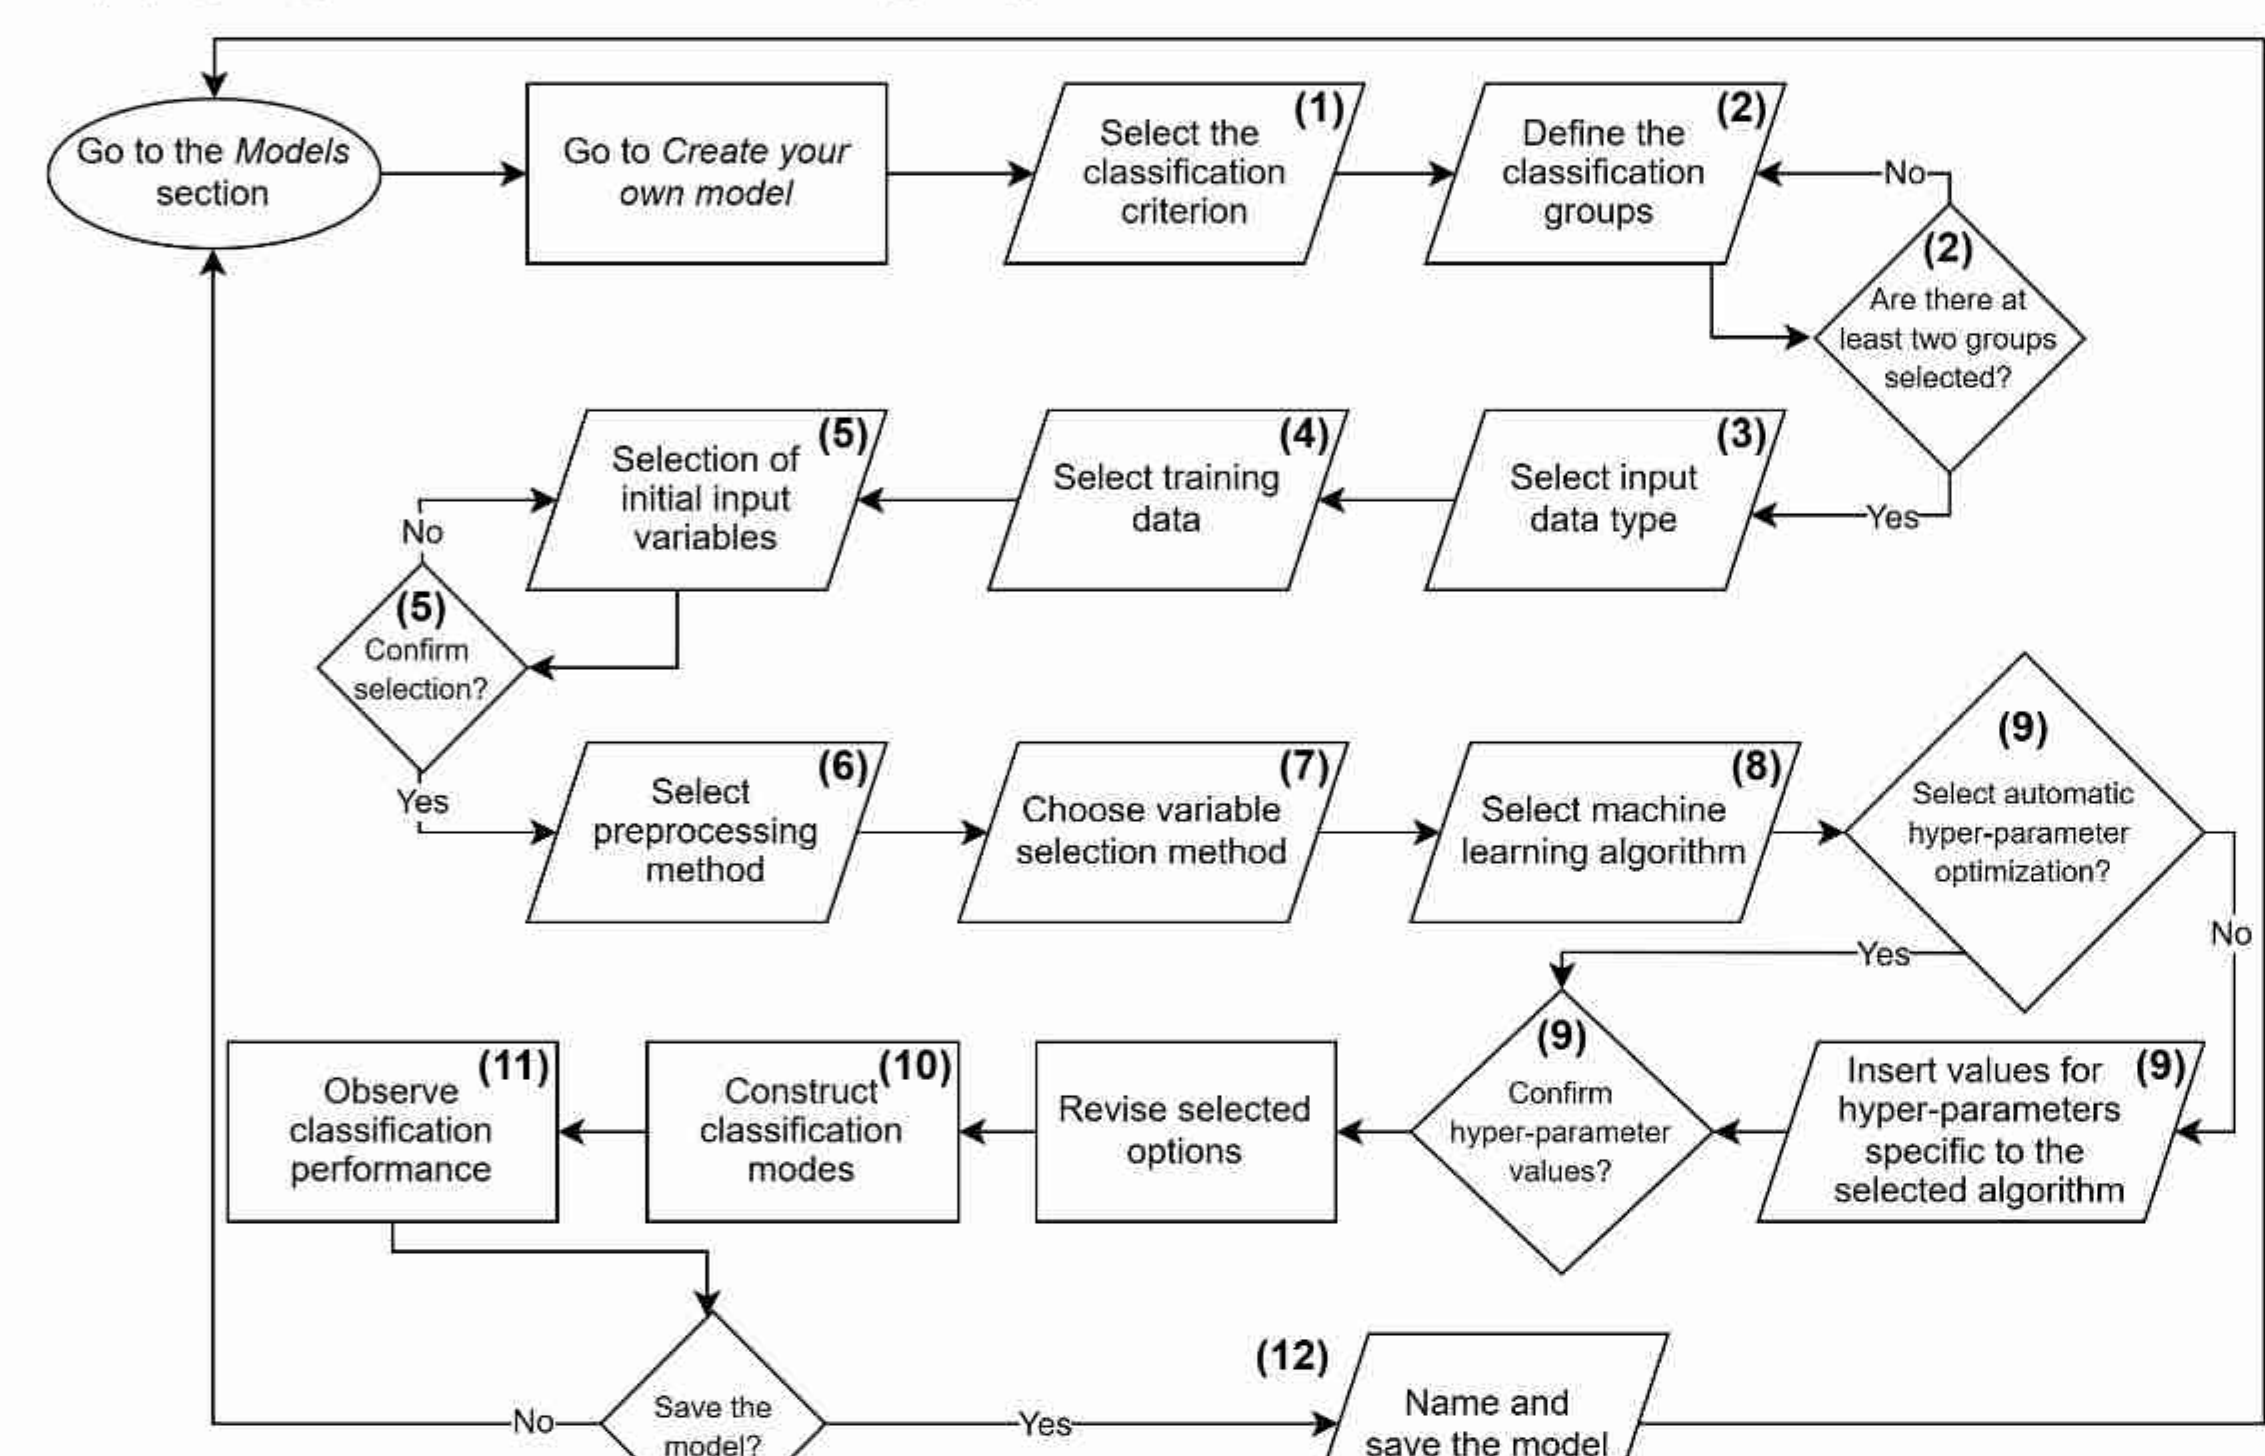 Go to the Models
section
Go to Create your
own model
(1)
Select the
classification
criterion
(2)
Define the
classification
groups
No
(2)
Are there at
least two groups
selected?
Yes
(3)
Select input
data type
(4)
Select training
data
(5)
Selection of
initial input
variables
No
(5)
Confirm
selection?
Yes
(6)
Select
preprocessing
method
(7)
Choose variable
selection method
(8)
Select machine
learning algorithm
(9)
Select automatic
hyper-parameter
optimization?
No
Yes
(9)
Insert values for
hyper-parameters
specific to the
selected algorithm
(9)
Confirm
hyper-parameter
values?
Revise selected
options
(10)
Construct
classification
modes
(11)
Observe
classification
performance
Save the
model?
No
Yes
(12)
Name and
save the model